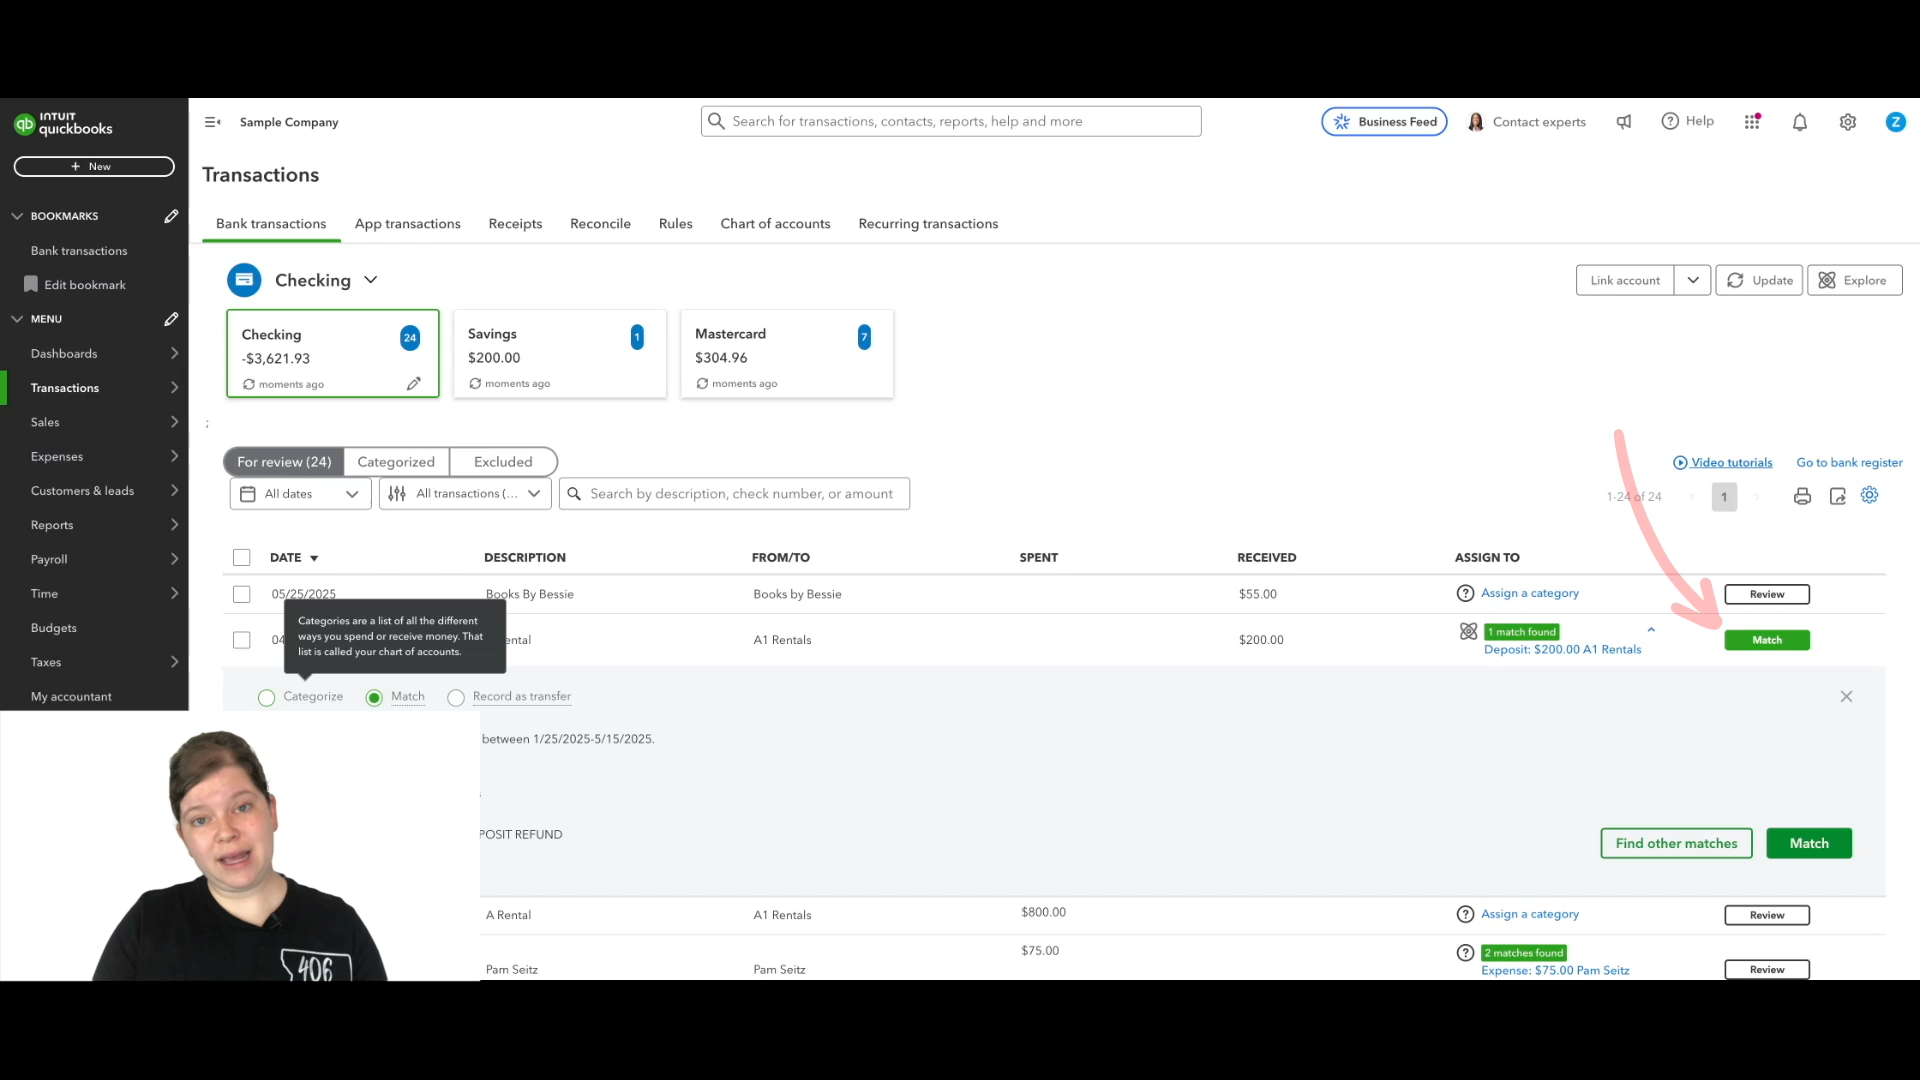 INTUIT
quickbooks
Sample Company
Search for transactions, contacts, reports, help and more
Business Feed
Contact experts
Help
Z
+ New
Transactions
BOOKMARKS
Bank transactions
Edit bookmark
MENU
Dashboards
Transactions
Sales
Expenses
Customers & leads
Reports
Payroll
Time
Budgets
Taxes
My accountant
Bank transactions App transactions Receipts Reconcile Rules Chart of accounts Recurring transactions
Checking
Link account Update Explore
Checking 24
-$3,621.93
moments ago
Savings 1
$200.00
moments ago
Mastercard 7
$304.96
moments ago
For review (24) Categorized Excluded
Video tutorials Go to bank register
All dates All transactions (... Search by description, check number, or amount
1-24 of 24 1
DATE DESCRIPTION FROM/TO SPENT RECEIVED ASSIGN TO
05/25/2025 Books By Bessie Books by Bessie $55.00 Assign a category Review
Categories are a list of all the different
ways you spend or receive money. That
list is called your chart of accounts.
04 ental A1 Rentals $200.00 1 match found Match
Deposit: $200.00 A1 Rentals
Categorize Match Record as transfer
between 1/25/2025-5/15/2025.
POSIT REFUND
Find other matches Match
A Rental A1 Rentals $800.00 Assign a category Review
Pam Seitz Pam Seitz $75.00 2 matches found Review
Expense: $75.00 Pam Seitz
406